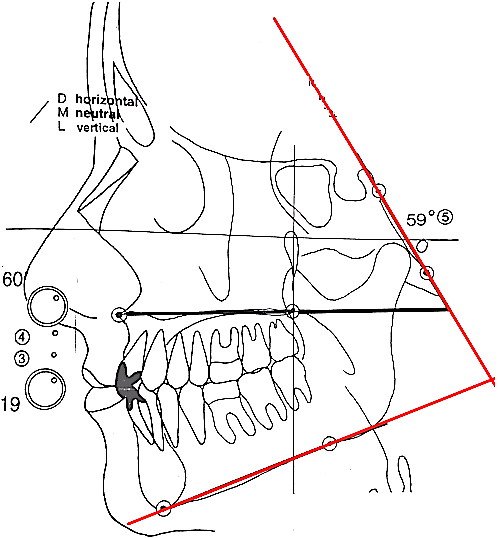 D horizontal
M neutral
L vertical
59°⑤
60
④
③
19